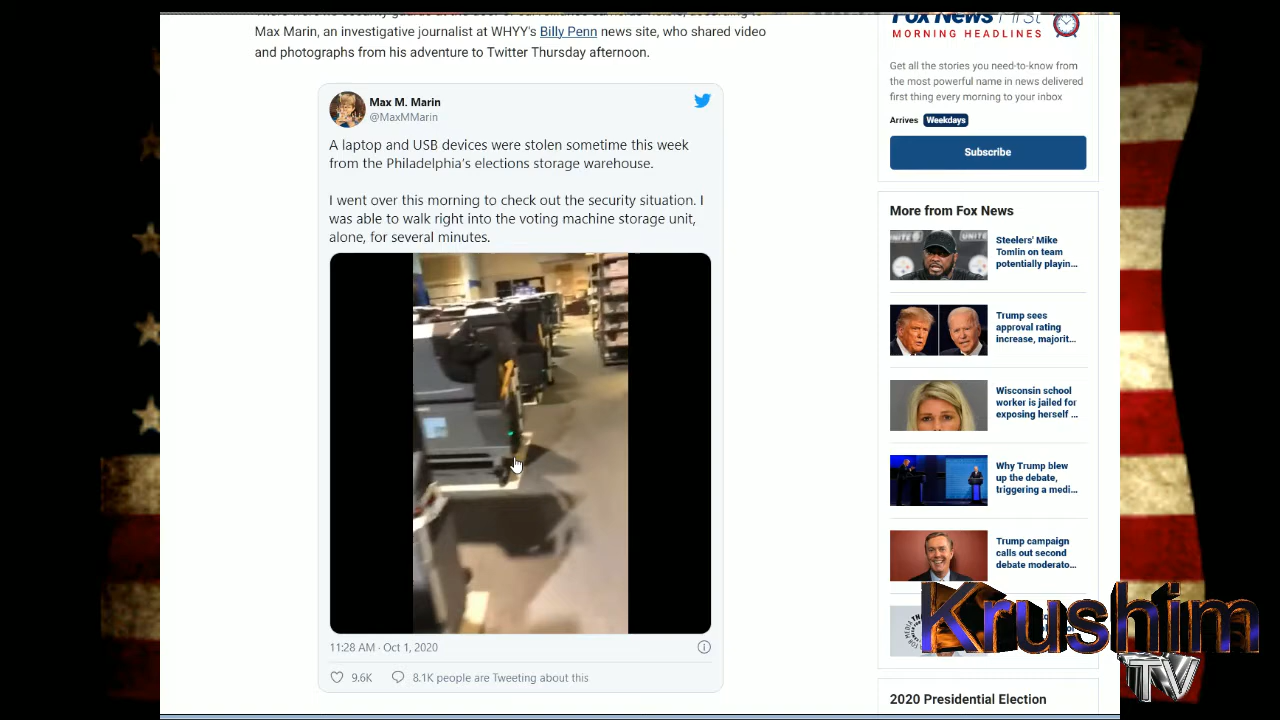 Max Marin, an investigative journalist at WHYY's Billy Penn news site, who shared video
and photographs from his adventure to Twitter Thursday afternoon.
Max M. Marin
@MaxMMarin
A laptop and USB devices were stolen sometime this week
from the Philadelphia's elections storage warehouse.
I went over this morning to check out the security situation. I
was able to walk right into the voting machine storage unit,
alone, for several minutes.
11:28 AM · Oct 1, 2020
9.6K
8.1K people are Tweeting about this
Fox News First
MORNING HEADLINES
Get all the stories you need-to-know from
the most powerful name in news delivered
first thing every morning to your inbox
Arrives Weekdays
Subscribe
More from Fox News
Steelers' Mike
Tomlin on team
potentially playin...
Trump sees
approval rating
increase, majorit...
Wisconsin school
worker is jailed for
exposing herself ...
Why Trump blew
up the debate,
triggering a medi...
Trump campaign
calls out second
debate moderato...
2020 Presidential Election
Krushim
TV